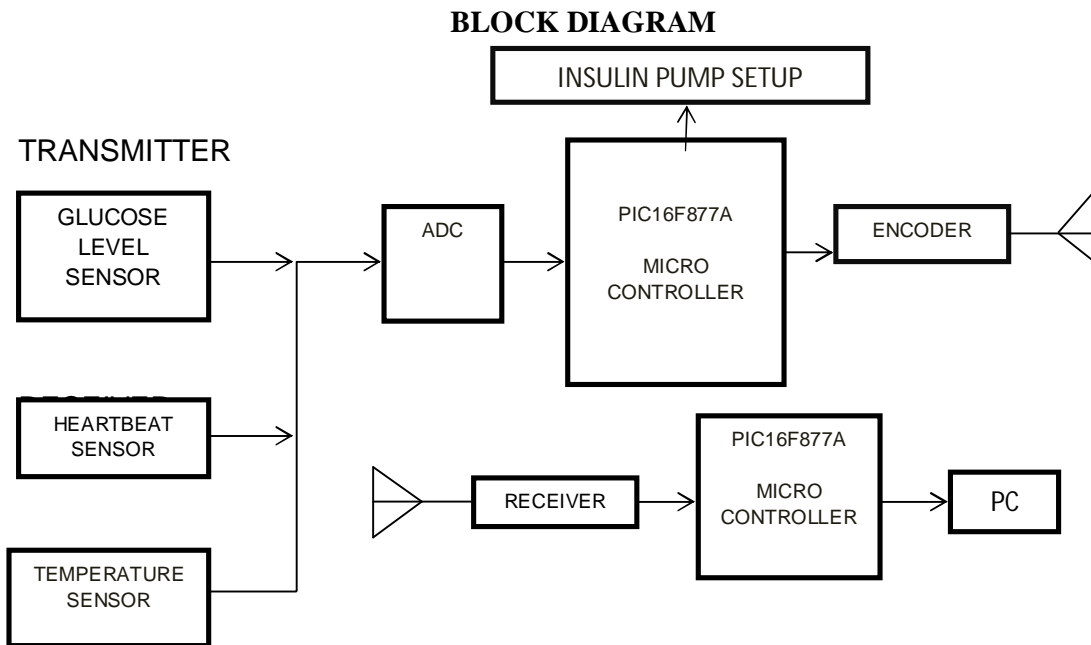 BLOCK DIAGRAM
INSULIN PUMP SETUP
TRANSMITTER
GLUCOSE
LEVEL
SENSOR
ADC
PIC16F877A
MICRO
CONTROLLER
ENCODER
HEARTBEAT
SENSOR
TEMPERATURE
SENSOR
RECEIVER
PIC16F877A
MICRO
CONTROLLER
PC